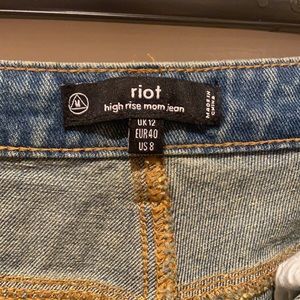 riot
high rise mom jean
MADE IN
CHINA
UK 12
EUR 40
US 8